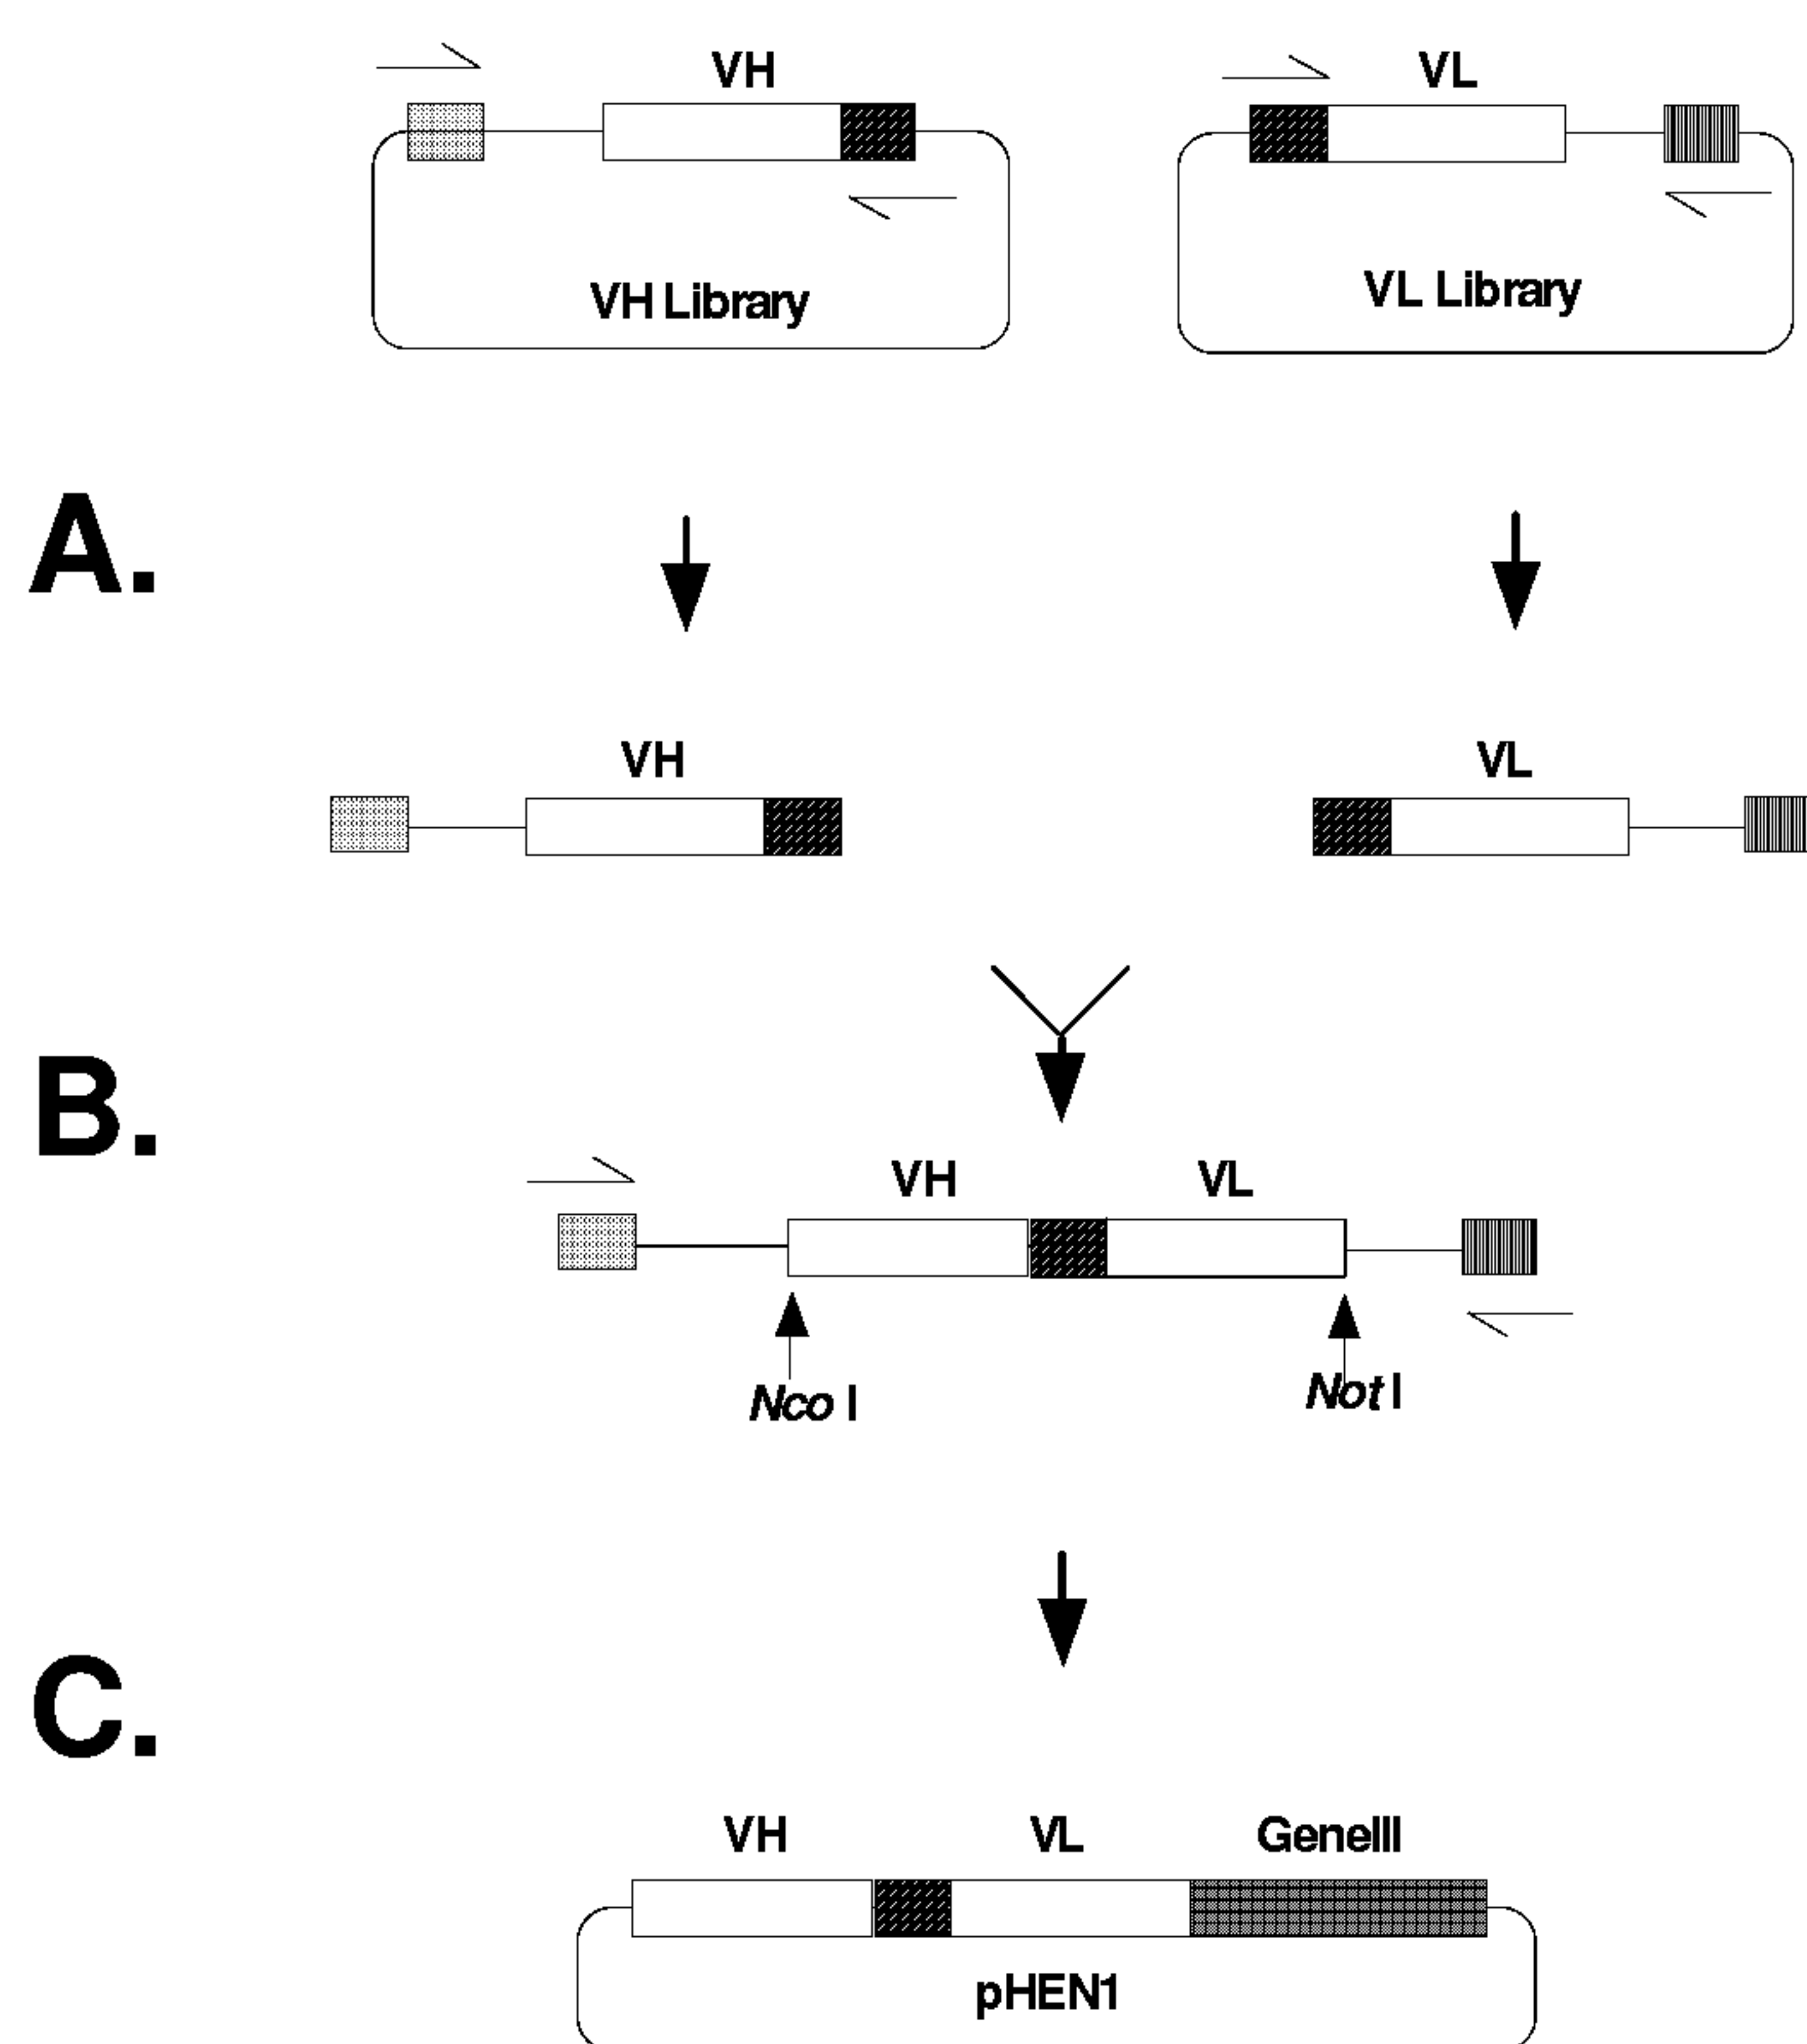 VH
VL
VH Library
VL Library
A.
VH
VL
B.
VH
VL
Nco I
Not I
C.
VH
VL
GeneIII
pHEN1